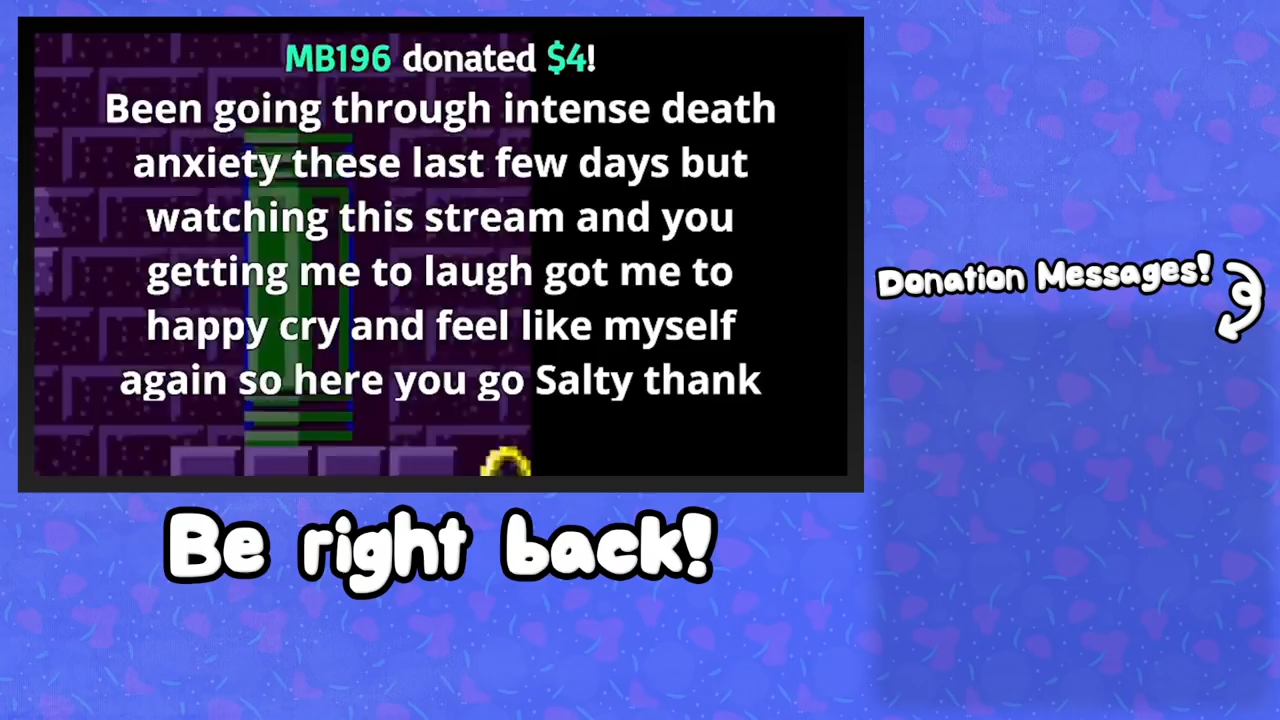 MB196 donated $4!
Been going through intense death
anxiety these last few days but
watching this stream and you
getting me to laugh got me to
happy cry and feel like myself
again so here you go Salty thank
Donation Messages!
Be right back!